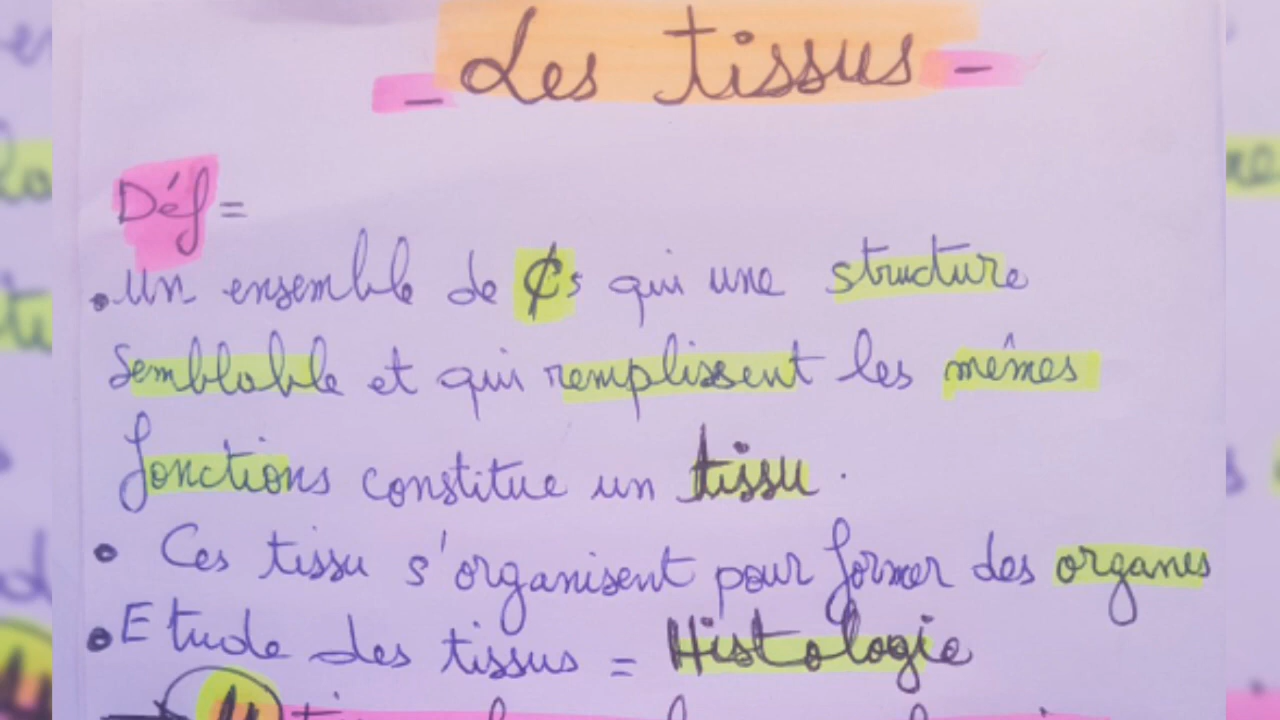 - Les tissus -
Déf =
• Un ensemble de ₵s qui une structure
semblable et qui remplissent les mêmes
fonctions constitue un tissu.
• Ces tissu s'organisent pour former des organes
• Etude des tissus = Histologie